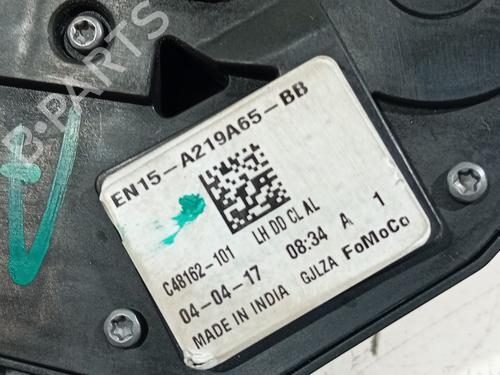 B-PARTS
EN15-A219A65-BB
C48162-101 LH DD CL AL
04-04-17 08:34 A 1
MADE IN INDIA GJLZA FoMoCo